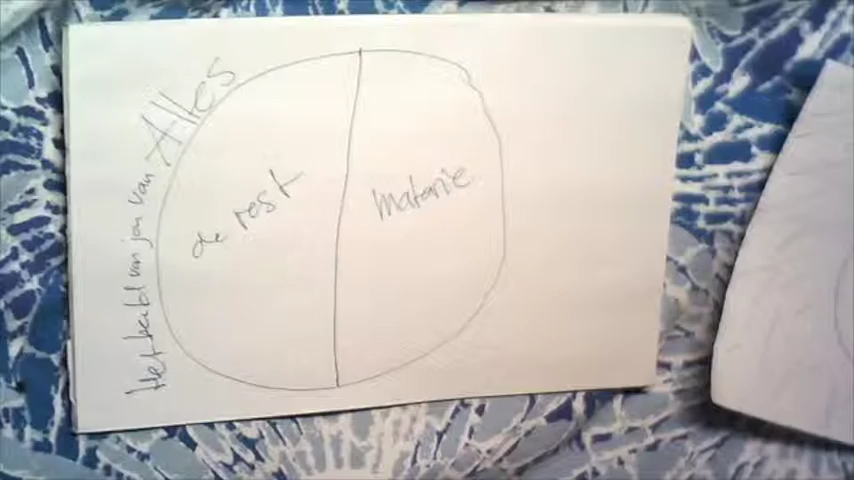 Het beeld van jou van Alles
de rest
materie